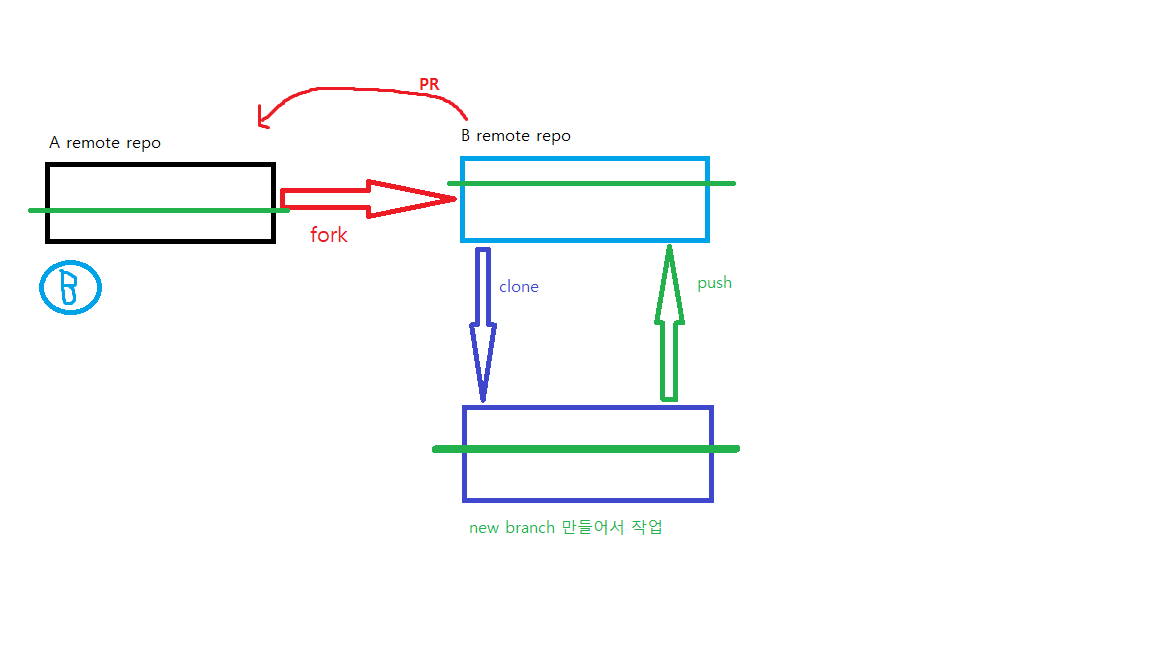 PR
A remote repo
B remote repo
fork
B
clone
push
new branch 만들어서 작업